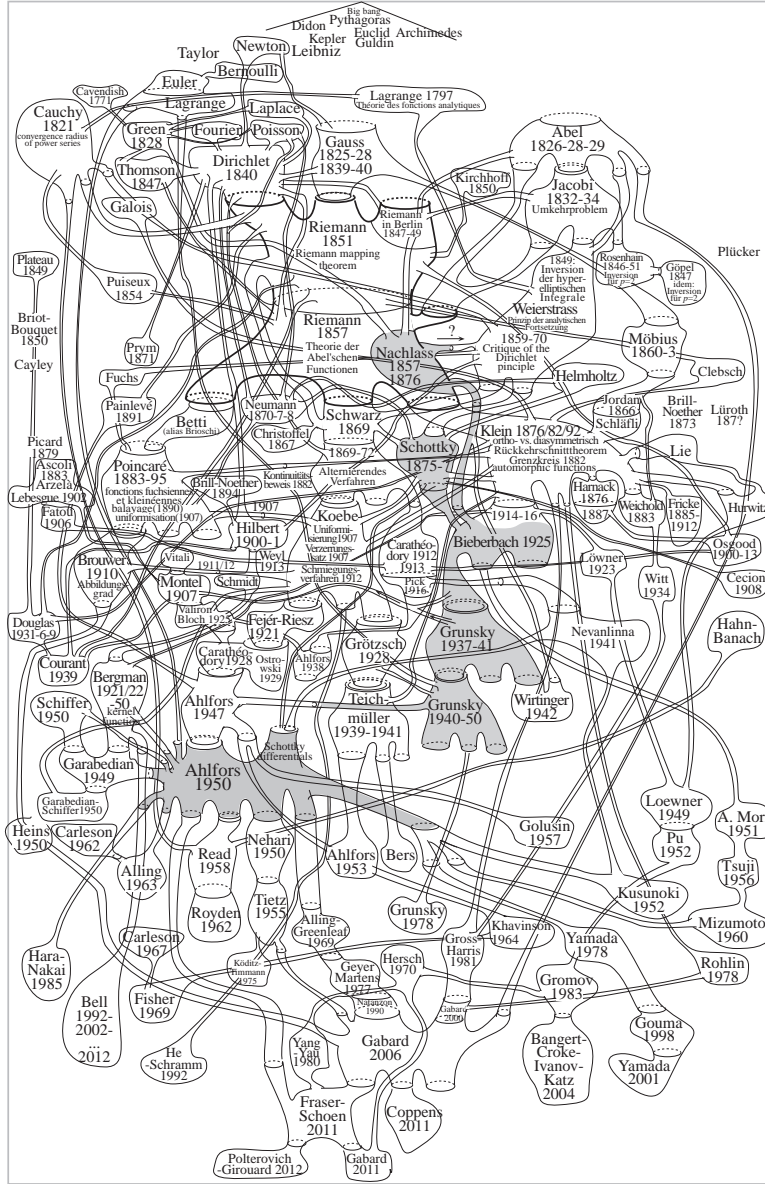 Big bang
Pythagoras
Didon
Euclid
Archimedes
Kepler
Guldin
Newton
Leibniz
Taylor
Bernoulli
Euler
Cavendish
1771
Lagrange
Laplace
Lagrange 1797
Théorie des fonctions analytiques
Cauchy
1821
convergence radius
of power series
Green
1828
Fourier
Poisson
Gauss
1825-28
1839-40
Abel
1826-28-29
Dirichlet
1840
Thomson
1847
Kirchhoff
1850
Jacobi
1832-34
Umkehrproblem
Galois
Riemann
1851
Riemann mapping
theorem
Riemann
in Berlin
1847-49
Plateau
1849
Puiseux
1854
1849:
Inversion
der hyper-
elliptischen
Integrale
Rosenhain
1846-51
Inversion
für p=2
Göpel
1847
idem:
Inversion
für p=2
Plücker
Weierstrass
Prinzip der analytischen
Fortsetzung
1859-70
Critique of the
Dirichlet
pinciple
Briot-
Bouquet
1850
Cayley
Riemann
1857
Theorie der
Abel'schen
Functionen
?
Nachlass
1857
1876
Möbius
1860-3
Prym
1871
Fuchs
Helmholtz
Clebsch
Painlevé
1891
Betti
(alias Brioschi)
Neumann
1870-7-8
Christoffel
1867
Schwarz
1869
1869-72
Jordan
1866
Schläfli
Brill-
Noether
1873
Lüroth
187?
Klein 1876/82/92
ortho- vs. diasymmetrisch
Rückkehrschnitttheorem
Grenzkreis 1882
automorphic functions
Schottky
1875-7
Lie
Picard
1879
Ascoli
1883
Arzela
Lebesgue 1902
Fatou
1906
Poincaré
1883-95
fonctions fuchsiennes
et kleinéennes
balayage(1890)
uniformisation(1907)
Brill-Noether
1894
Kontinuitäts-
beweis 1882
Alternierendes
Verfahren
1907
Harnack
1876
1887
Weichold
1883
Fricke
1885-
1912
Hurwitz
Hilbert
1900-1
Koebe
Uniformi-
sierung1907
Verzerrungs-
satz 1907
Schmiegungs-
verfahren 1912
1914-16
Carathéo-
dory 1912
1913
Bieberbach 1925
Osgood
1900-13
Brouwer
1910
Abbildungs-
grad
Vitali
1911/12
Weyl
1913
Montel
1907
Schmidt
Pick
1916
Löwner
1923
Witt
1934
Cecioni
1908
Douglas
1931-6-9
Valiron
Bloch 1925
Fejér-Riesz
1921
Grötzsch
1928
Grunsky
1937-41
Nevanlinna
1941
Hahn-
Banach
Courant
1939
Carathéo-
dory1928
Ostro-
wski
1929
Ahlfors
1938
Bergman
1921/22
-50
kernel
function
Schiffer
1950
Ahlfors
1947
Teich-
müller
1939-1941
Grunsky
1940-50
Wirtinger
1942
Schottky
differentials
Garabedian
1949
Ahlfors
1950
Garabedian-
Schiffer1950
Loewner
1949
Pu
1952
A. Mori
1951
Heins
1950
Carleson
1962
Alling
1963
Read
1958
Nehari
1950
Ahlfors
1953
Bers
Golusin
1957
Tsuji
1956
Royden
1962
Tietz
1955
Alling-
Greenleaf
1969
Grunsky
1978
Kusunoki
1952
Mizumoto
1960
Hara-
Nakai
1985
Carleson
1967
Köditz-
Timmann
1975
Geyer
Martens
1977
Hersch
1970
Gross
Harris
1981
Khavinson
1964
Yamada
1978
Rohlin
1978
Bell
1992-
2002-
...
2012
Fisher
1969
Natanzon
1990
Gabard
2000
Gromov
1983
Gouma
1998
He
-Schramm
1992
Yang
-Yau
1980
Gabard
2006
Bangert-
Croke-
Ivanov-
Katz
2004
Yamada
2001
Fraser-
Schoen
2011
Coppens
2011
Polterovich
-Girouard 2012
Gabard
2011